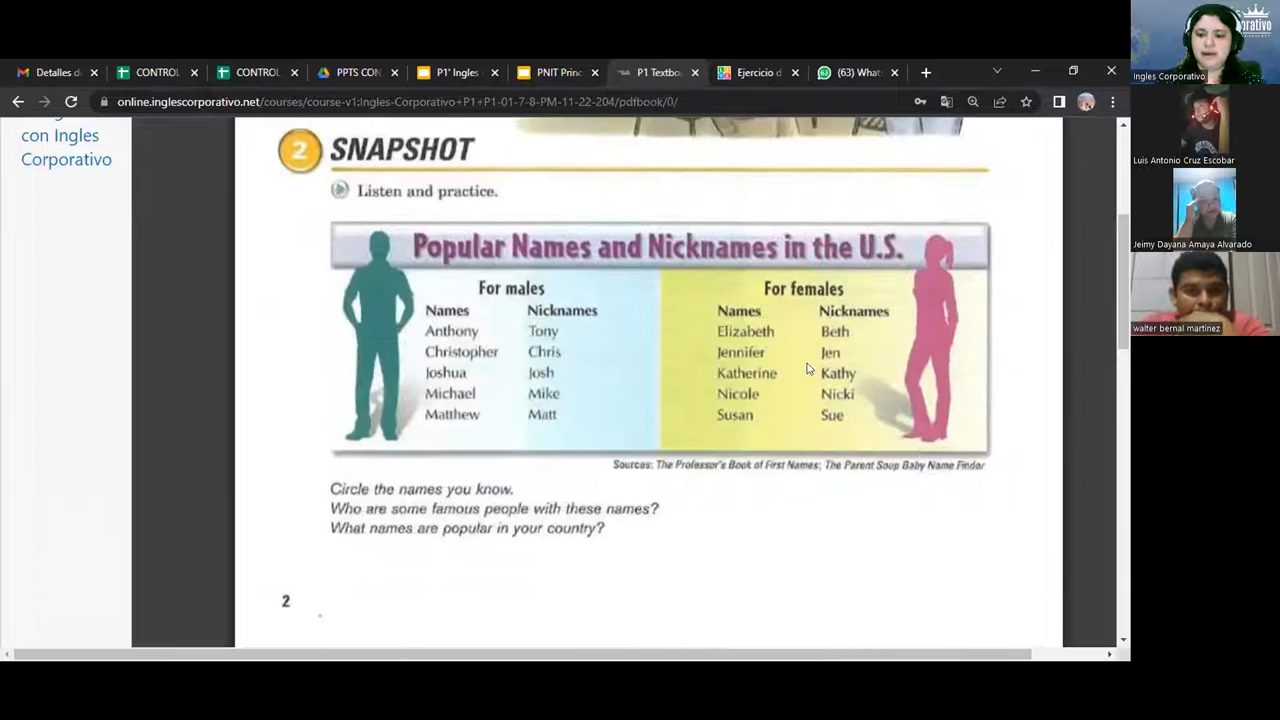 Detalles d
CONTROL
CONTROL
PPTS CON
P1' Ingles
PNIT Princ
P1 Textbo
Ejercicio d
(63) What
online.inglescorporativo.net/courses/course-v1:Ingles-Corporativo+P1+P1-01-7-8-PM-11-22-204/pdfbook/0/
con Ingles
Corporativo
2 SNAPSHOT
Listen and practice.
Popular Names and Nicknames in the U.S.
For males
For females
Names Nicknames
Names Nicknames
Anthony Tony
Elizabeth Beth
Christopher Chris
Jennifer Jen
Joshua Josh
Katherine Kathy
Michael Mike
Nicole Nicki
Matthew Matt
Susan Sue
Sources: The Professor's Book of First Names; The Parent Soup Baby Name Finder
Circle the names you know.
Who are some famous people with these names?
What names are popular in your country?
2
Ingles Corporativo
Luis Antonio Cruz Escobar
Jeimy Dayana Amaya Alvarado
walter bernal martinez